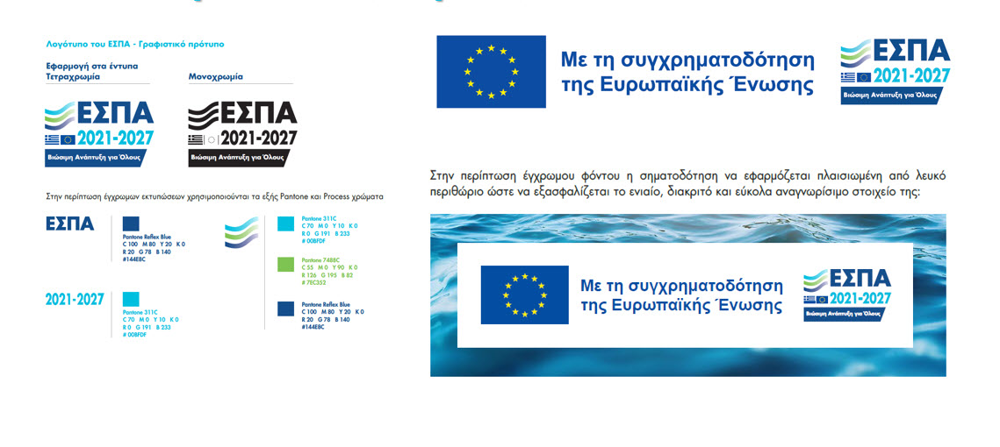 Λογότυπο του ΕΣΠΑ - Γραφιστικό πρότυπο
Εφαρμογή στα έντυπα
Τετραχρωμία
Μονοχρωμία
ΕΣΠΑ
2021-2027
Βιώσιμη Ανάπτυξη για Όλους
ΕΣΠΑ
2021-2027
Βιώσιμη Ανάπτυξη για Όλους
Στην περίπτωση έγχρωμων εκτυπώσεων χρησιμοποιούνται τα εξής Pantone και Process χρώματα
ΕΣΠΑ
Pantone Reflex Blue
C 100 M 80 Y 20 K 0
R 20 G 78 B 140
#144E8C
2021-2027
Pantone 311C
C 70 M 0 Y 10 K 0
R 0 G 191 B 233
# 00BFDF
Pantone 311C
C 70 M 0 Y 10 K 0
R 0 G 191 B 233
# 00BFDF
Pantone 7488C
C 55 M 0 Y 90 K 0
R 126 G 195 B 82
# 7EC352
Pantone Reflex Blue
C 100 M 80 Y 20 K 0
R 20 G 78 B 140
#144E8C
Με τη συγχρηματοδότηση
της Ευρωπαϊκής Ένωσης
ΕΣΠΑ
2021-2027
Βιώσιμη Ανάπτυξη για Όλους
Στην περίπτωση έγχρωμου φόντου η σηματοδότηση να εφαρμόζεται πλαισιωμένη από λευκό
περιθώριο ώστε να εξασφαλίζεται το ενιαίο, διακριτό και εύκολα αναγνωρίσιμο στοιχείο της:
Με τη συγχρηματοδότηση
της Ευρωπαϊκής Ένωσης
ΕΣΠΑ
2021-2027
Βιώσιμη Ανάπτυξη για Όλους